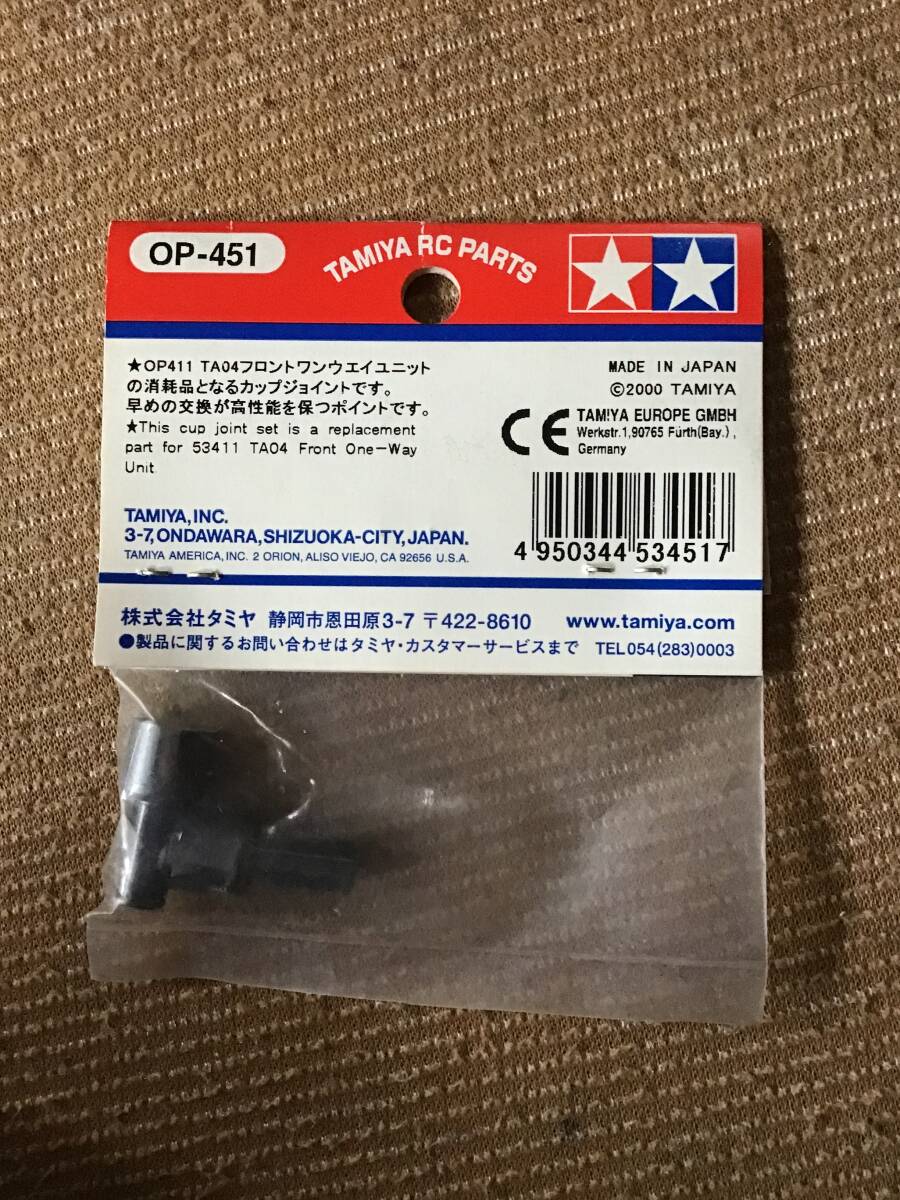 OP-451
TAMIYA RC PARTS
★OP411 TA04フロントワンウエイユニット
の消耗品となるカップジョイントです。
早めの交換が高性能を保つポイントです。
★This cup joint set is a replacement
part for 53411 TA04 Front One-Way
Unit
MADE IN JAPAN
©2000 TAMIYA
CE
TAMIYA EUROPE GMBH
Werkstr.1,90765 Fürth(Bay.),
Germany
TAMIYA, INC.
3-7, ONDAWARA, SHIZUOKA-CITY, JAPAN.
TAMIYA AMERICA, INC. 2 ORION, ALISO VIEJO, CA 92656 U.S.A.
4 950344 534517
株式会社タミヤ 静岡市恩田原3-7 〒422-8610 www.tamiya.com
●製品に関するお問い合わせはタミヤ・カスタマーサービスまで TEL054(283)0003